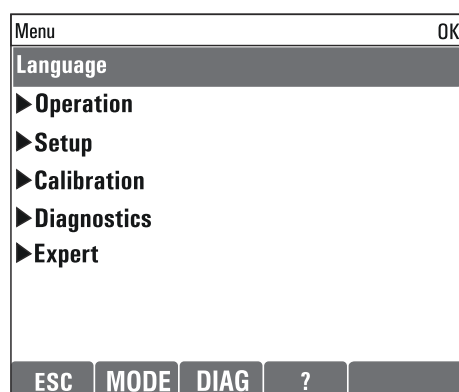 Menu OK
Language
▶Operation
▶Setup
▶Calibration
▶Diagnostics
▶Expert
ESC MODE DIAG ?